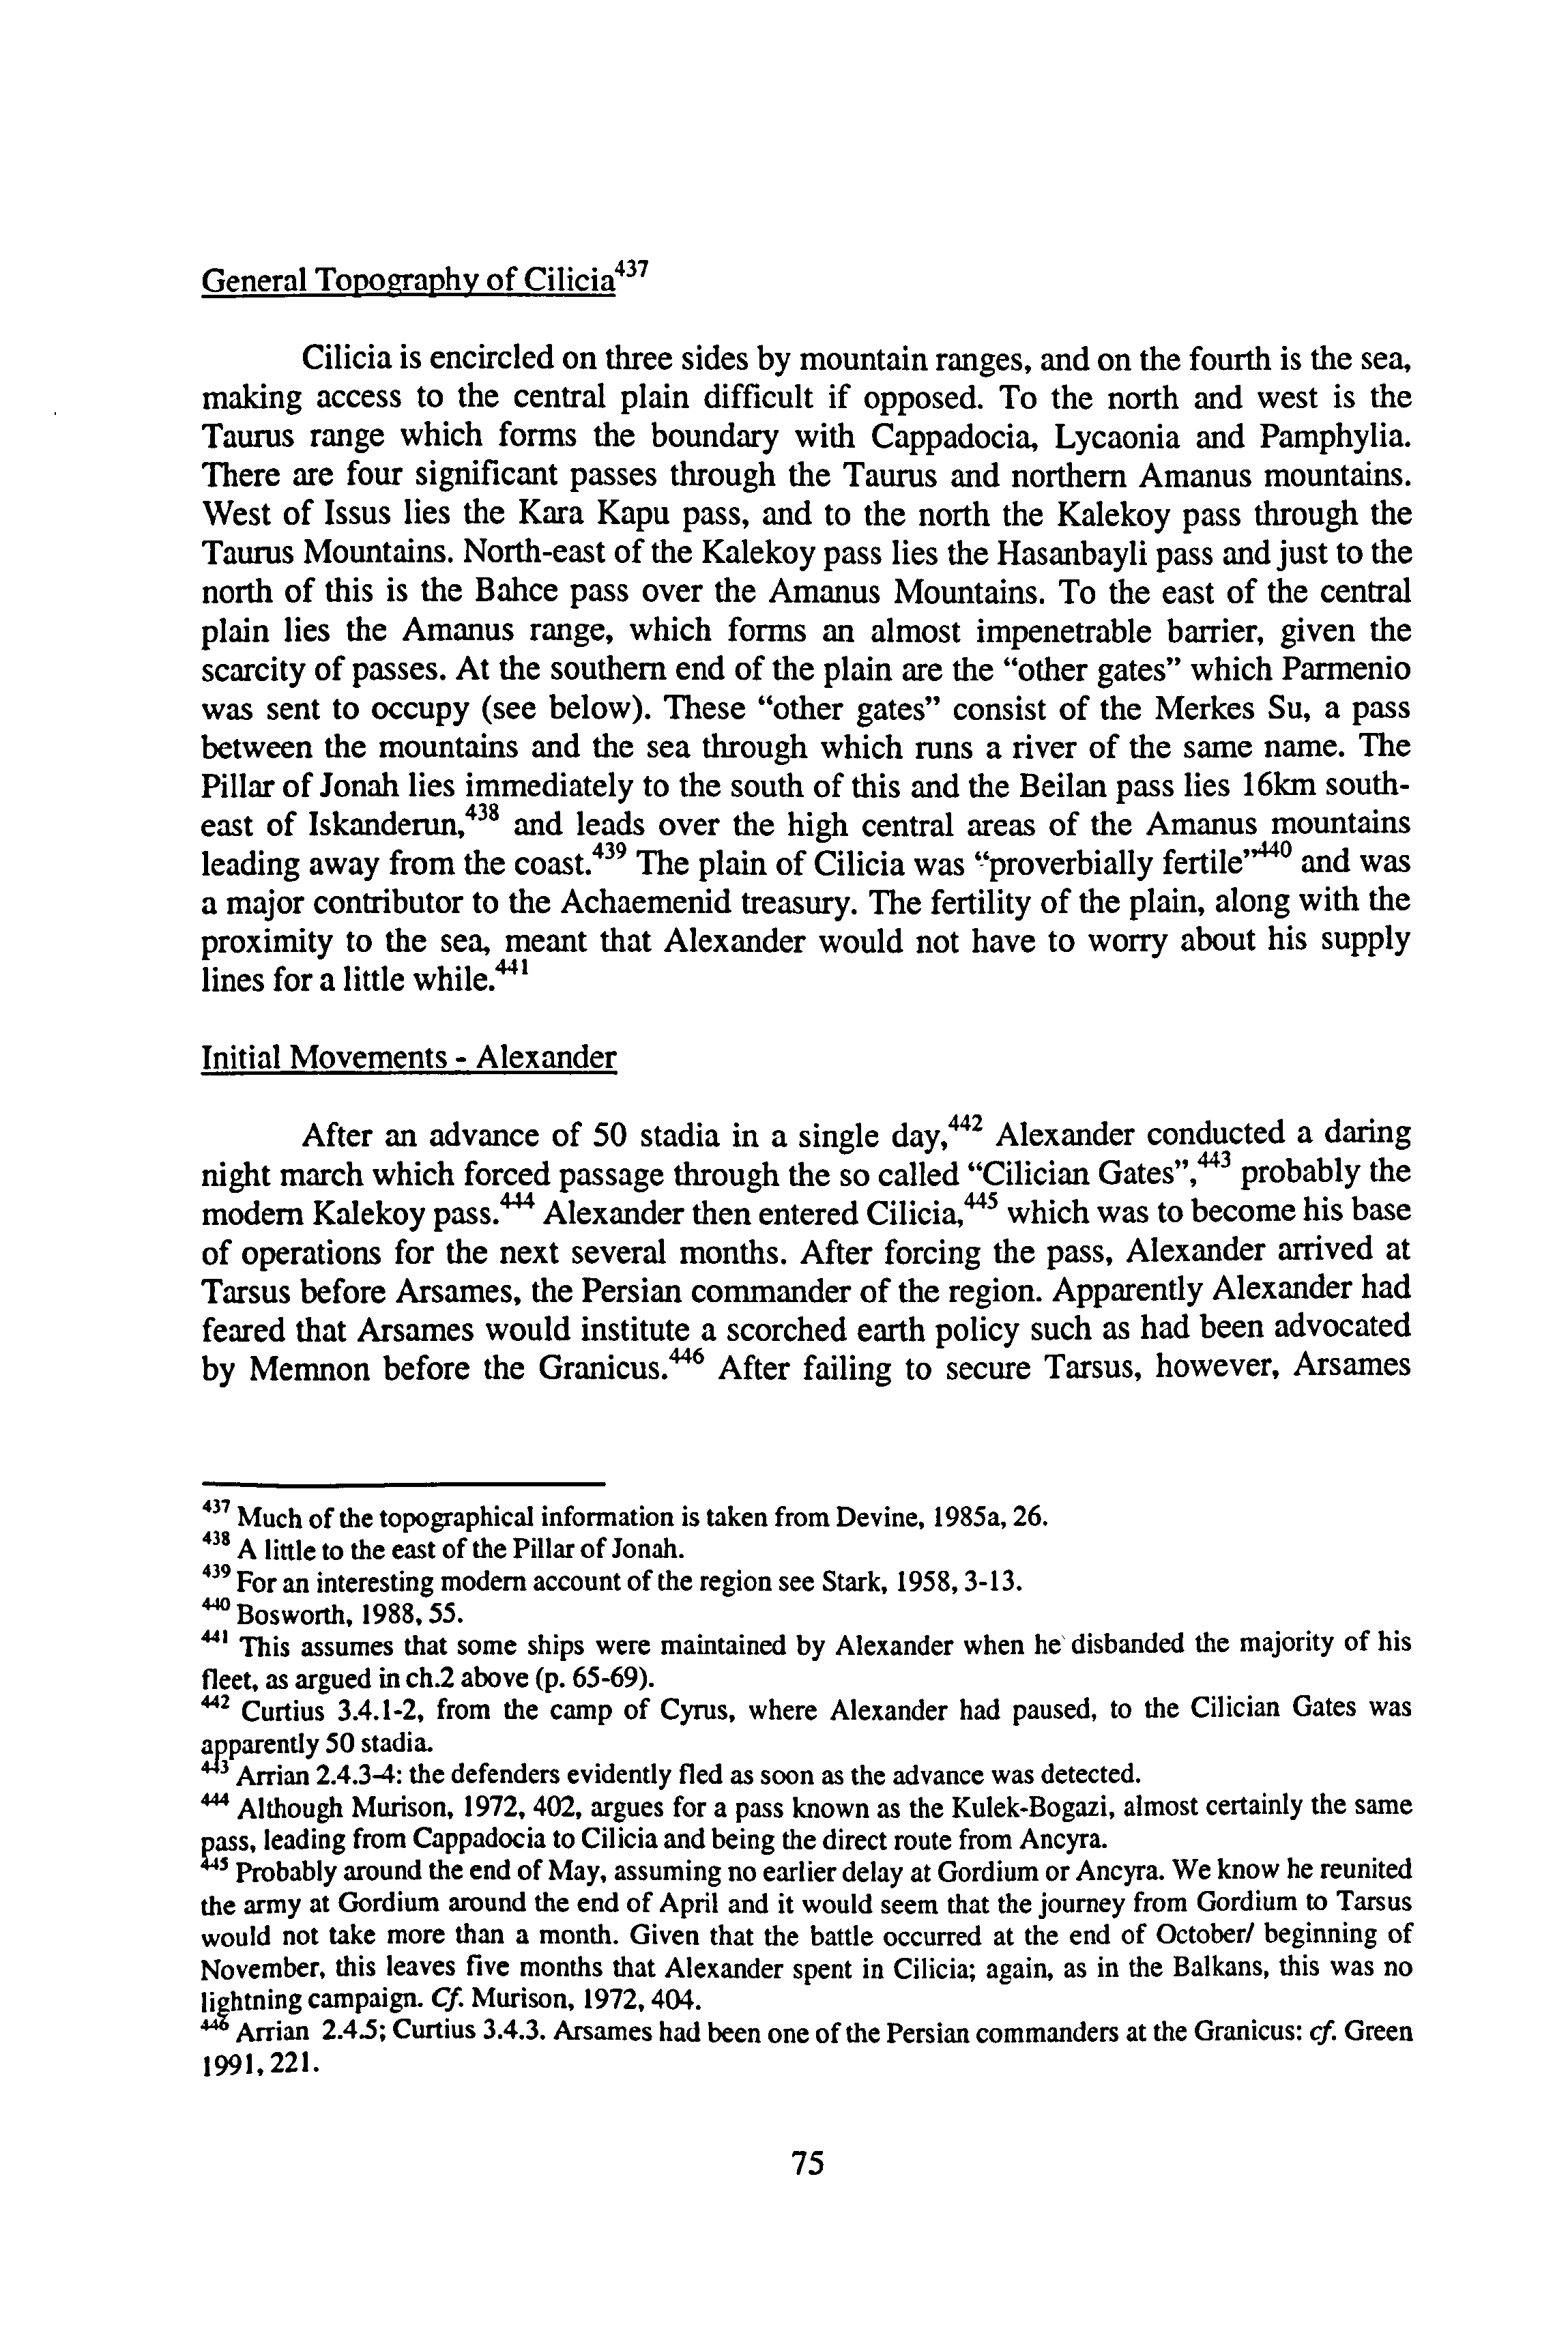 General Topography of Cilicia437
Cilicia is encircled on three sides by mountain ranges, and on the fourth is the sea,
making access to the central plain difficult if opposed. To the north and west is the
Taurus range which forms the boundary with Cappadocia, Lycaonia and Pamphylia.
There are four significant passes through the Taurus and northern Amanus mountains.
West of Issus lies the Kara Kapu pass, and to the north the Kalekoy pass through the
Taurus Mountains. North-east of the Kalekoy pass lies the Hasanbayli pass and just to the
north of this is the Bahce pass over the Amanus Mountains. To the east of the central
plain lies the Amanus range, which forms an almost impenetrable barrier, given the
scarcity of passes. At the southern end of the plain are the “other gates” which Parmenio
was sent to occupy (see below). These “other gates” consist of the Merkes Su, a pass
between the mountains and the sea through which runs a river of the same name. The
Pillar of Jonah lies immediately to the south of this and the Beilan pass lies 16km south-
east of Iskanderun,438 and leads over the high central areas of the Amanus mountains
leading away from the coast.439 The plain of Cilicia was “proverbially fertile”440 and was
a major contributor to the Achaemenid treasury. The fertility of the plain, along with the
proximity to the sea, meant that Alexander would not have to worry about his supply
lines for a little while.441
Initial Movements - Alexander
After an advance of 50 stadia in a single day,442 Alexander conducted a daring
night march which forced passage through the so called “Cilician Gates”,443 probably the
modern Kalekoy pass.444 Alexander then entered Cilicia,445 which was to become his base
of operations for the next several months. After forcing the pass, Alexander arrived at
Tarsus before Arsames, the Persian commander of the region. Apparently Alexander had
feared that Arsames would institute a scorched earth policy such as had been advocated
by Memnon before the Granicus.446 After failing to secure Tarsus, however, Arsames
437 Much of the topographical information is taken from Devine, 1985a, 26.
438 A little to the east of the Pillar of Jonah.
439 For an interesting modern account of the region see Stark, 1958, 3-13.
440 Bosworth, 1988, 55.
441 This assumes that some ships were maintained by Alexander when he disbanded the majority of his
fleet, as argued in ch.2 above (p. 65-69).
442 Curtius 3.4.1-2, from the camp of Cyrus, where Alexander had paused, to the Cilician Gates was
apparently 50 stadia.
443 Arrian 2.4.3-4: the defenders evidently fled as soon as the advance was detected.
444 Although Murison, 1972, 402, argues for a pass known as the Kulek-Bogazi, almost certainly the same
pass, leading from Cappadocia to Cilicia and being the direct route from Ancyra.
445 Probably around the end of May, assuming no earlier delay at Gordium or Ancyra. We know he reunited
the army at Gordium around the end of April and it would seem that the journey from Gordium to Tarsus
would not take more than a month. Given that the battle occurred at the end of October/ beginning of
November, this leaves five months that Alexander spent in Cilicia; again, as in the Balkans, this was no
lightning campaign. Cf. Murison, 1972, 404.
446 Arrian 2.4.5; Curtius 3.4.3. Arsames had been one of the Persian commanders at the Granicus: cf. Green
1991, 221.
75